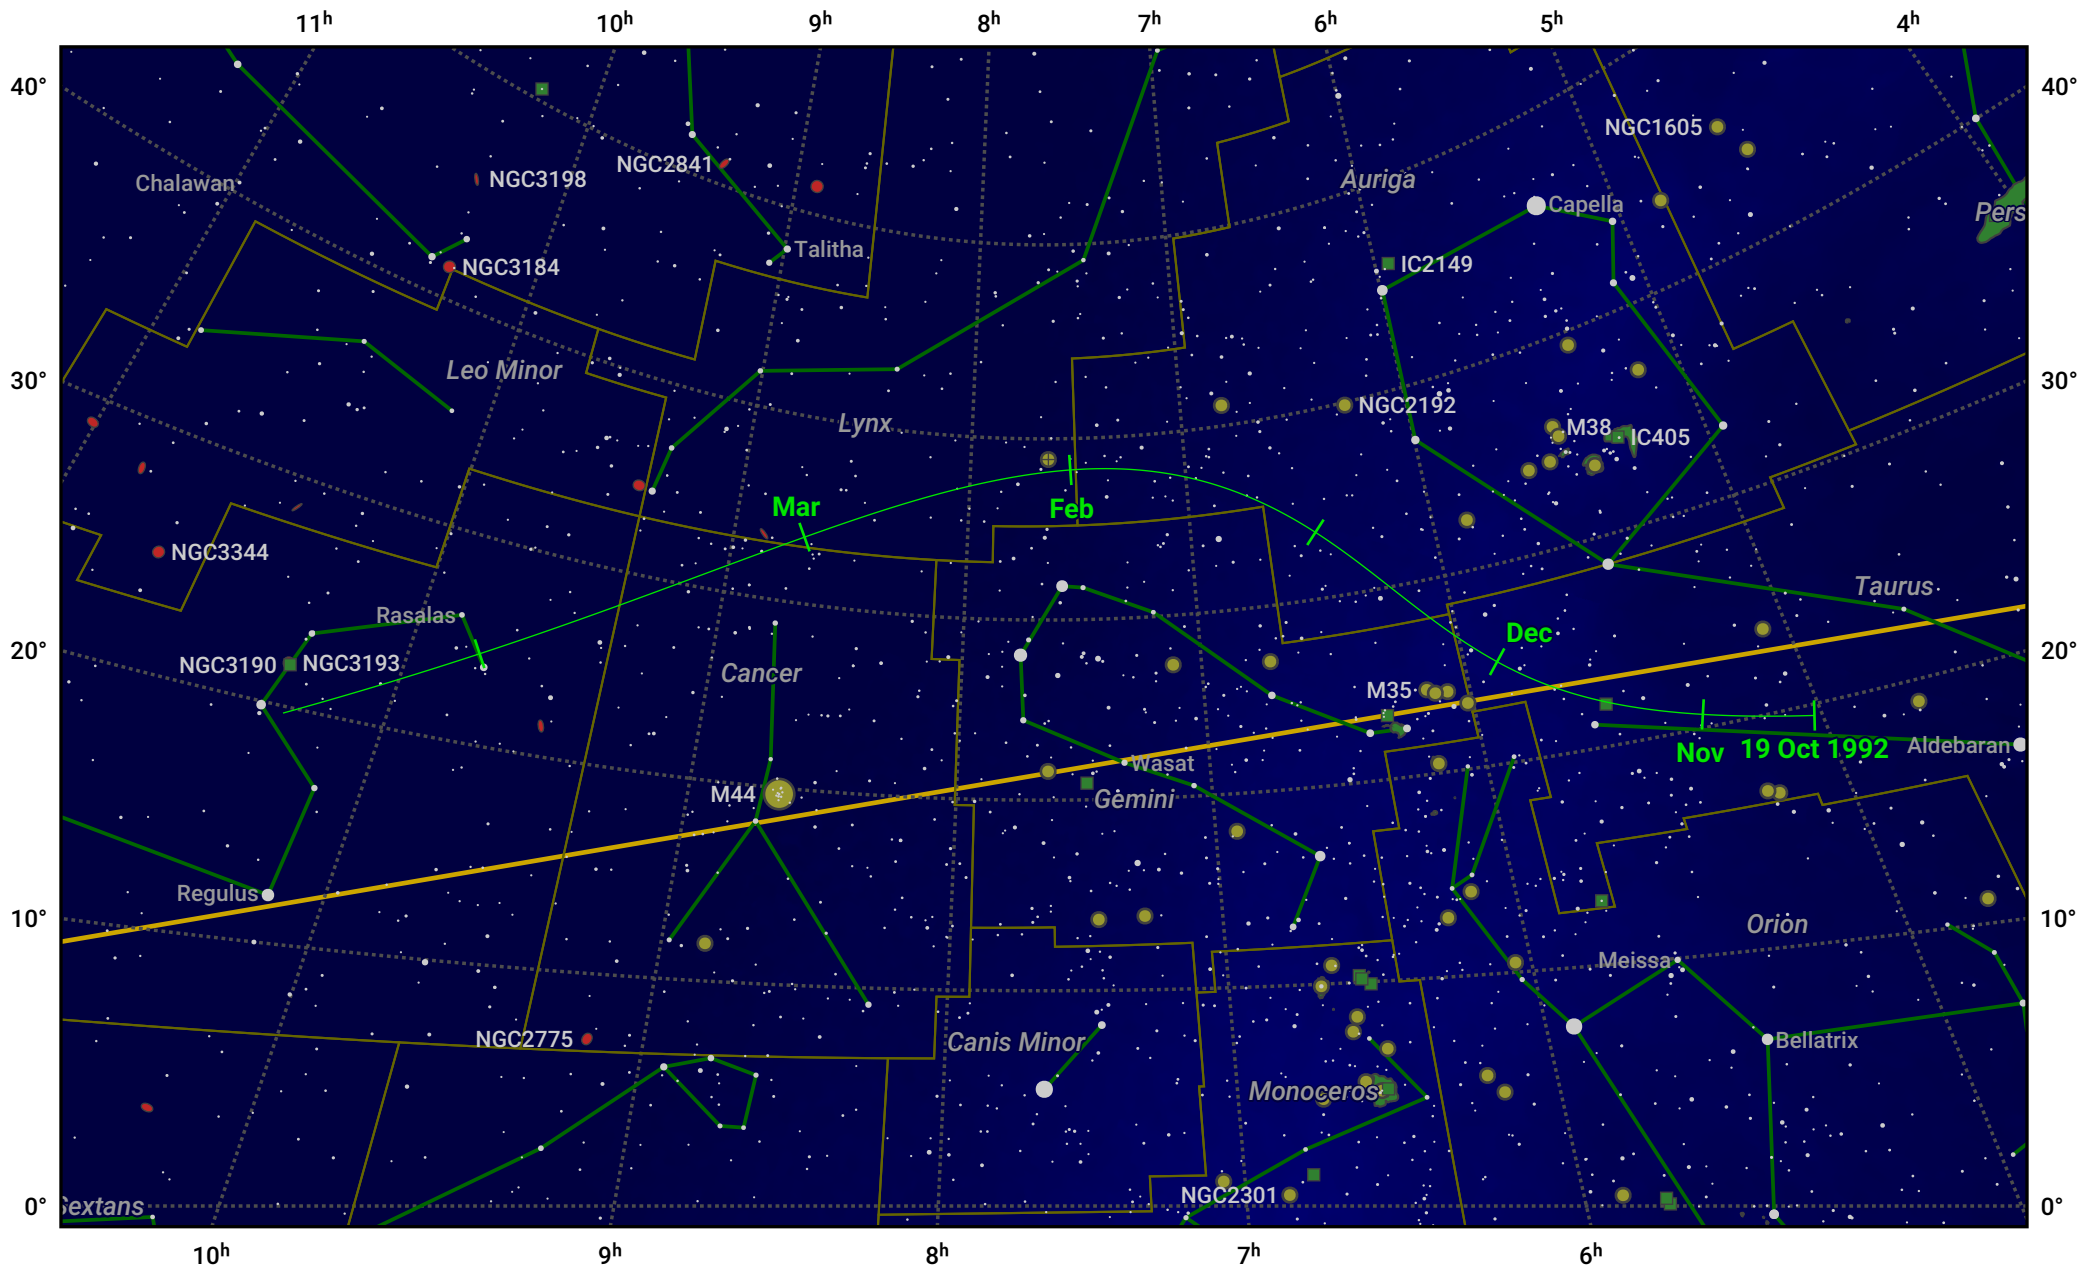 11h 10h 9h 8h 7h 6h 5h 4h
40° 40°
NGC1605
NGC2841
NGC3198
Auriga
Chalawan
Capella
Pers
Talitha
IC2149
NGC3184
Leo Minor
30° 30°
NGC2192
Lynx
M38
IC405
Mar
Feb
NGC3344
Taurus
Rasalas
Dec
20° 20°
NGC3190 NGC3193
Cancer
M35
Aldebaran
Nov 19 Oct 1992
Wasat
M44
Gemini
Regulus
10° 10°
Orion
Meissa
NGC2775
Canis Minor
Bellatrix
Monoceros
NGC2301
Sextans
0° 0°
10h 9h 8h 7h 6h